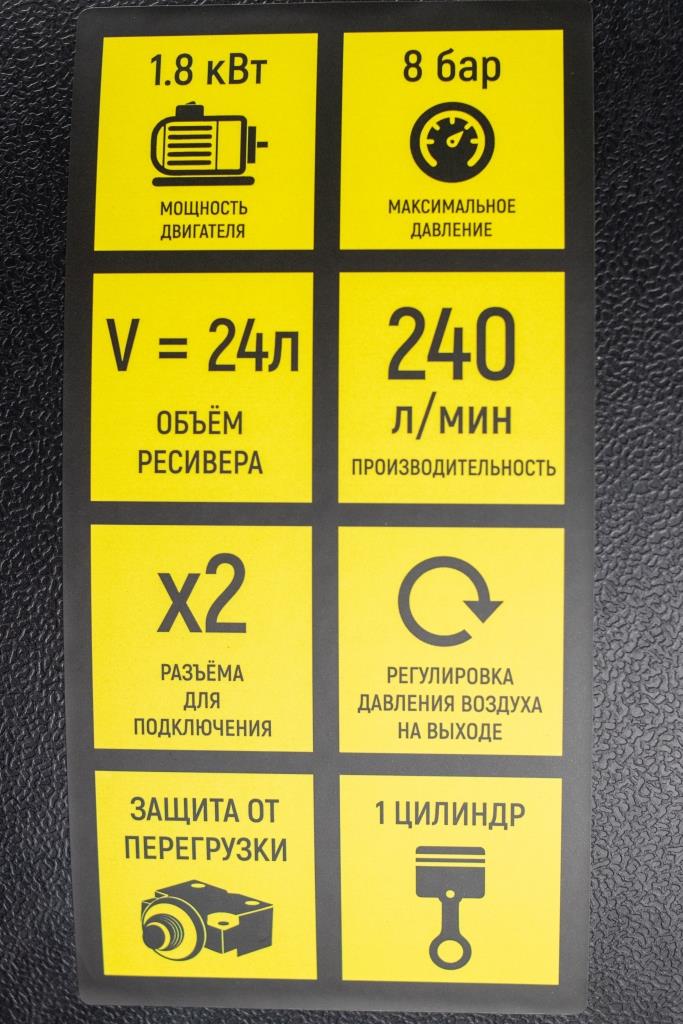 1.8 кВт
МОЩНОСТЬ
ДВИГАТЕЛЯ
8 бар
МАКСИМАЛЬНОЕ
ДАВЛЕНИЕ
V = 24л
ОБЪЁМ
РЕСИВЕРА
240
л/мин
ПРОИЗВОДИТЕЛЬНОСТЬ
x2
РАЗЪЁМА
ДЛЯ
ПОДКЛЮЧЕНИЯ
РЕГУЛИРОВКА
ДАВЛЕНИЯ ВОЗДУХА
НА ВЫХОДЕ
ЗАЩИТА ОТ
ПЕРЕГРУЗКИ
1 ЦИЛИНДР